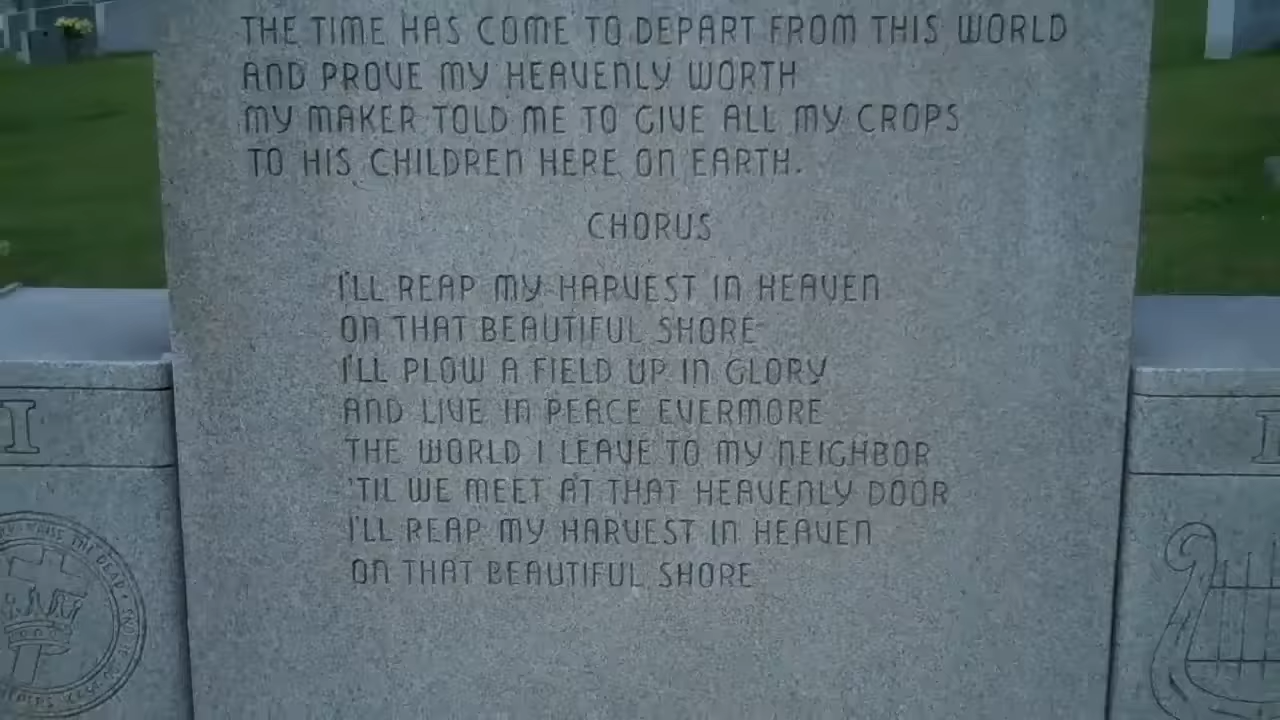 THE TIME HAS COME TO DEPART FROM THIS WORLD
AND PROVE MY HEAVENLY WORTH
MY MAKER TOLD ME TO GIVE ALL MY CROPS
TO HIS CHILDREN HERE ON EARTH.
CHORUS
I'LL REAP MY HARVEST IN HEAVEN
ON THAT BEAUTIFUL SHORE
I'LL PLOW A FIELD UP IN GLORY
AND LIVE IN PEACE EVERMORE
THE WORLD I LEAVE TO MY NEIGHBOR
'TIL WE MEET AT THAT HEAVENLY DOOR
I'LL REAP MY HARVEST IN HEAVEN
ON THAT BEAUTIFUL SHORE
I
RAISE THE DEAD